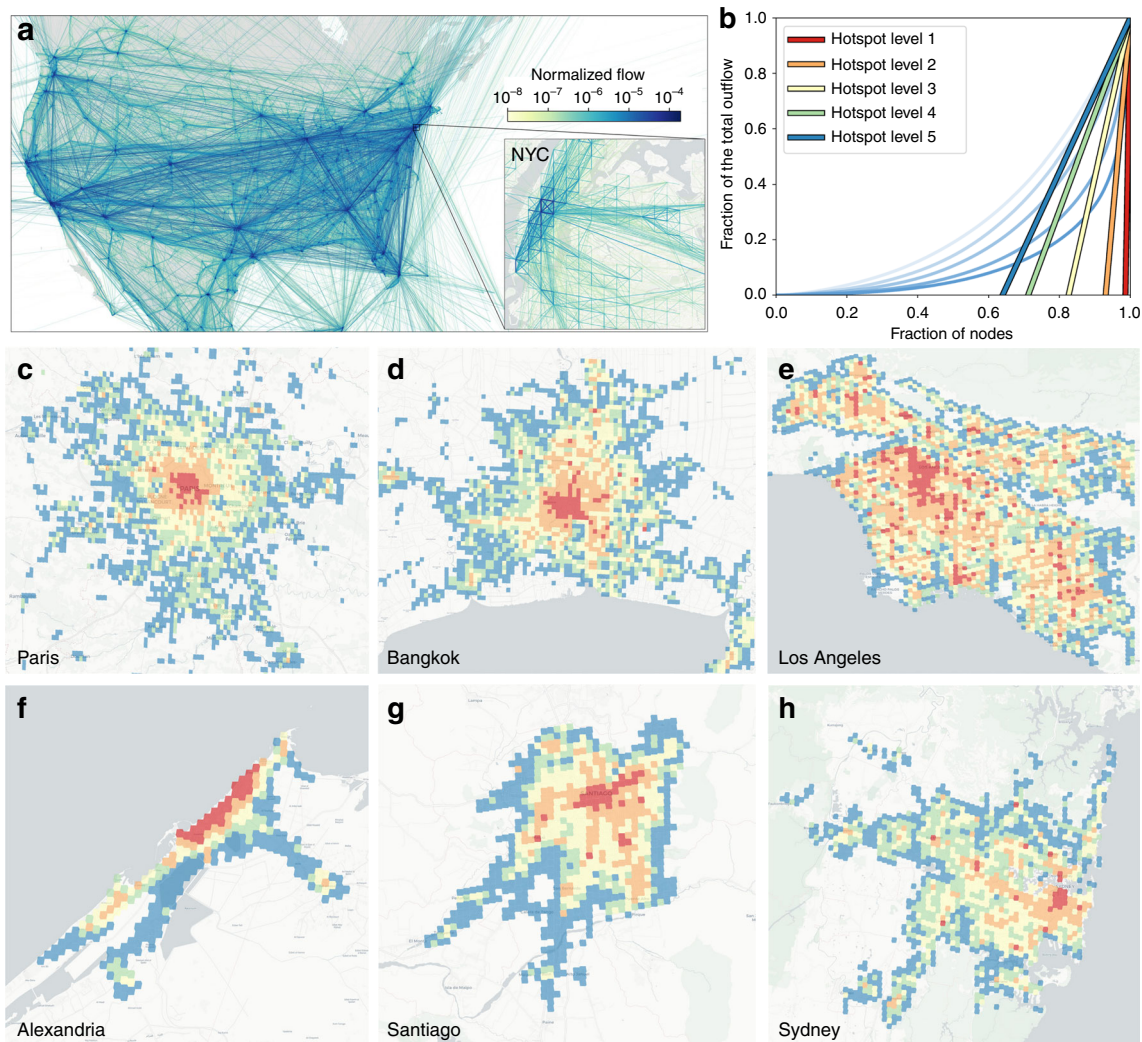 a
Normalized flow
10⁻⁸ 10⁻⁷ 10⁻⁶ 10⁻⁵ 10⁻⁴
NYC
b
Hotspot level 1
Hotspot level 2
Hotspot level 3
Hotspot level 4
Hotspot level 5
Fraction of the total outflow
1.0
0.8
0.6
0.4
0.2
0.0
0.0 0.2 0.4 0.6 0.8 1.0
Fraction of nodes
c
Paris
d
Bangkok
e
Los Angeles
f
Alexandria
g
SANTIAGO
Santiago
h
Sydney